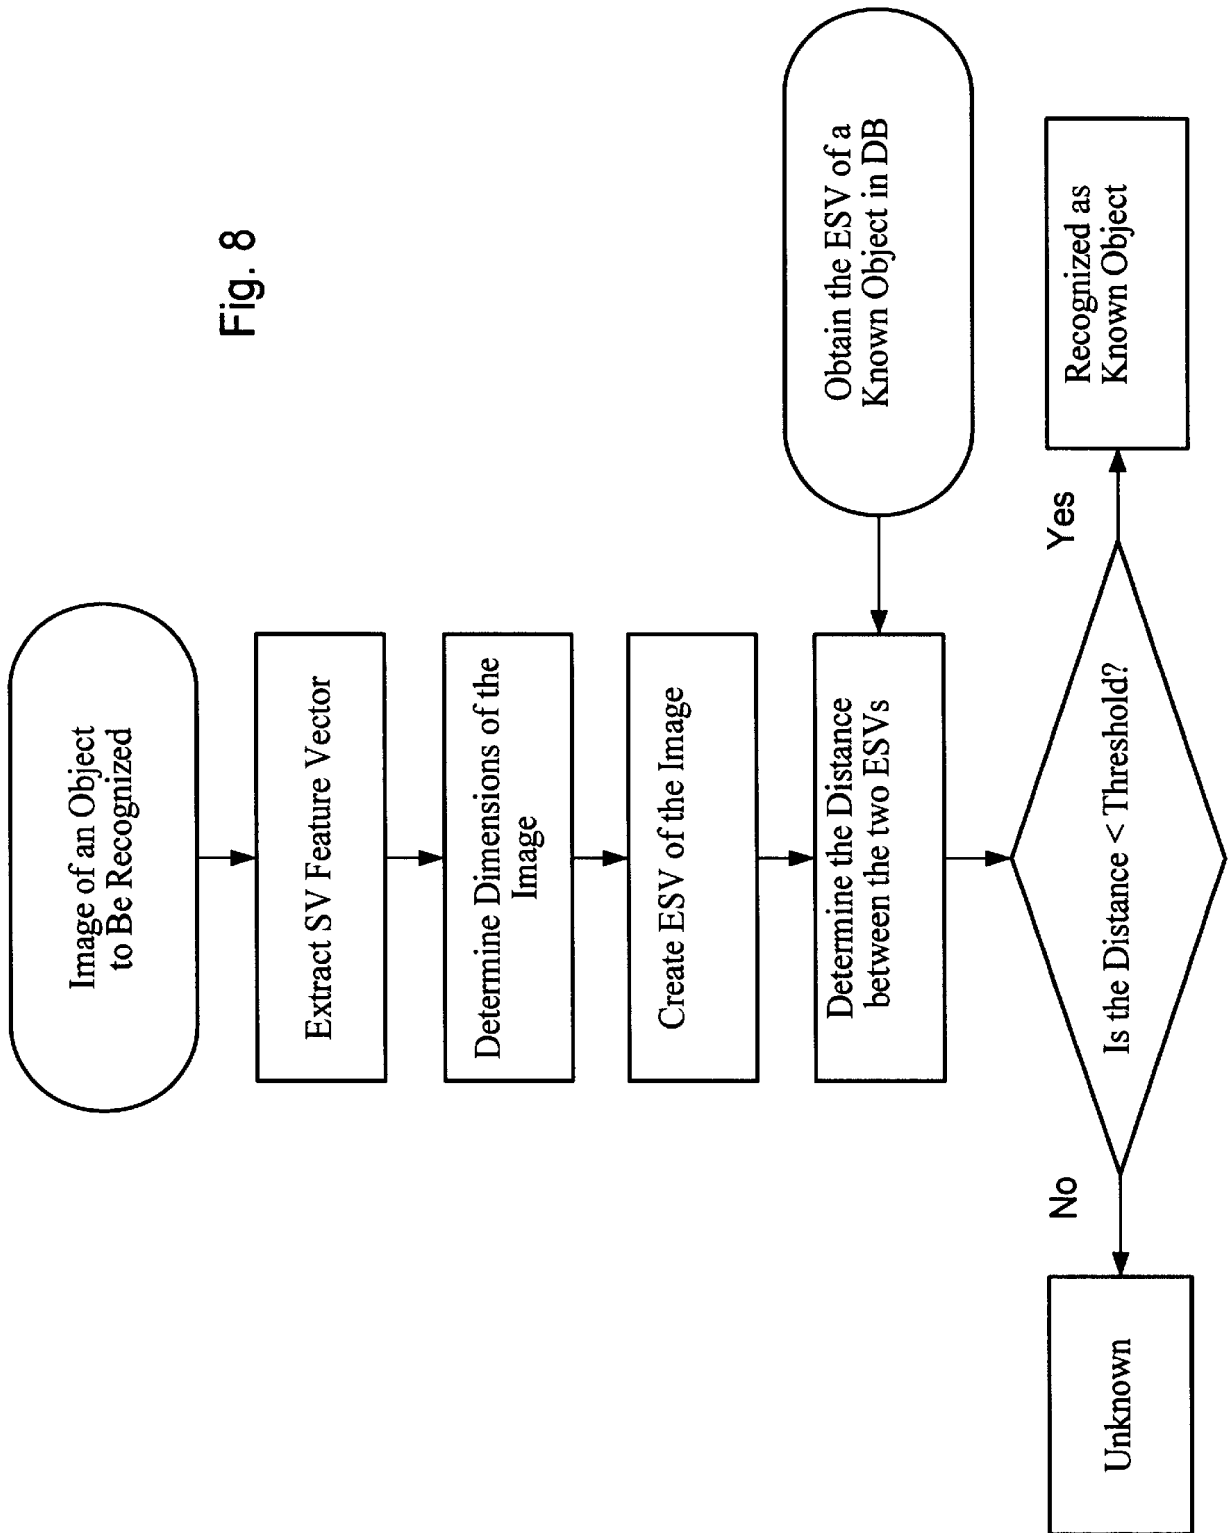 Fig. 8
Image of an Object
to Be Recognized
Extract SV Feature Vector
Determine Dimensions of the
Image
Create ESV of the Image
Obtain the ESV of a
Known Object in DB
Determine the Distance
between the two ESVs
Is the Distance < Threshold?
No
Yes
Unknown
Recognized as
Known Object